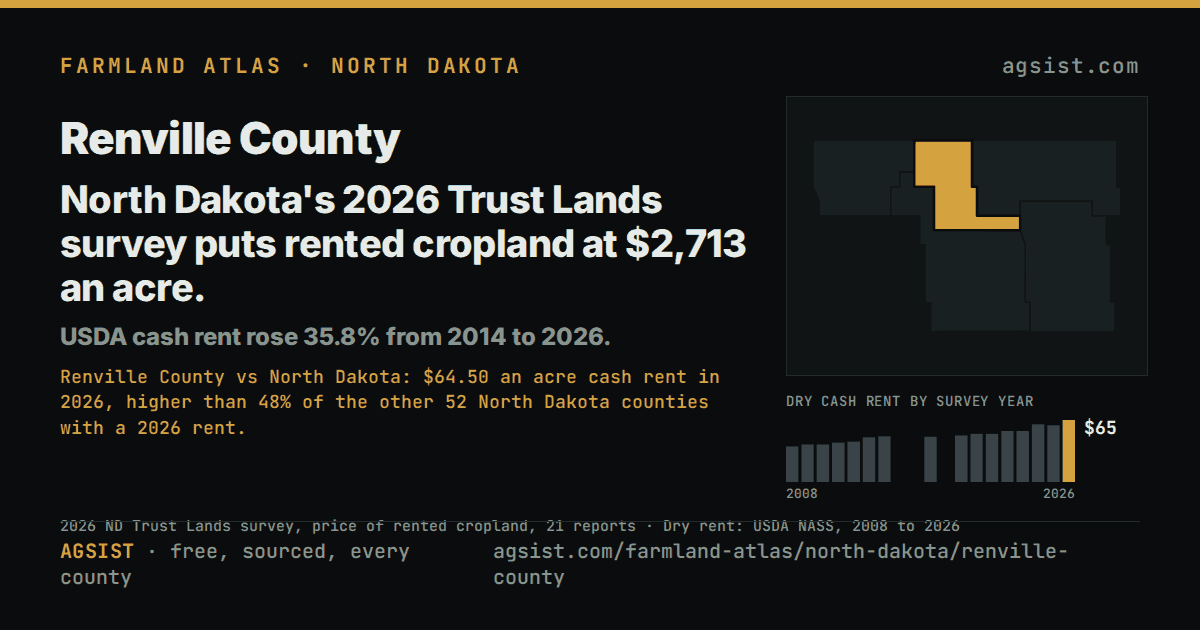 FARMLAND ATLAS · NORTH DAKOTA
agsist.com
Renville County
North Dakota's 2026 Trust Lands
survey puts rented cropland at $2,713
an acre.
USDA cash rent rose 35.8% from 2014 to 2026.
Renville County vs North Dakota: $64.50 an acre cash rent in
2026, higher than 48% of the other 52 North Dakota counties
with a 2026 rent.
DRY CASH RENT BY SURVEY YEAR
$65
2008
2026
2026 ND Trust Lands survey, price of rented cropland, 21 reports · Dry rent: USDA NASS, 2008 to 2026
AGSIST · free, sourced, every
county
agsist.com/farmland-atlas/north-dakota/renville-
county